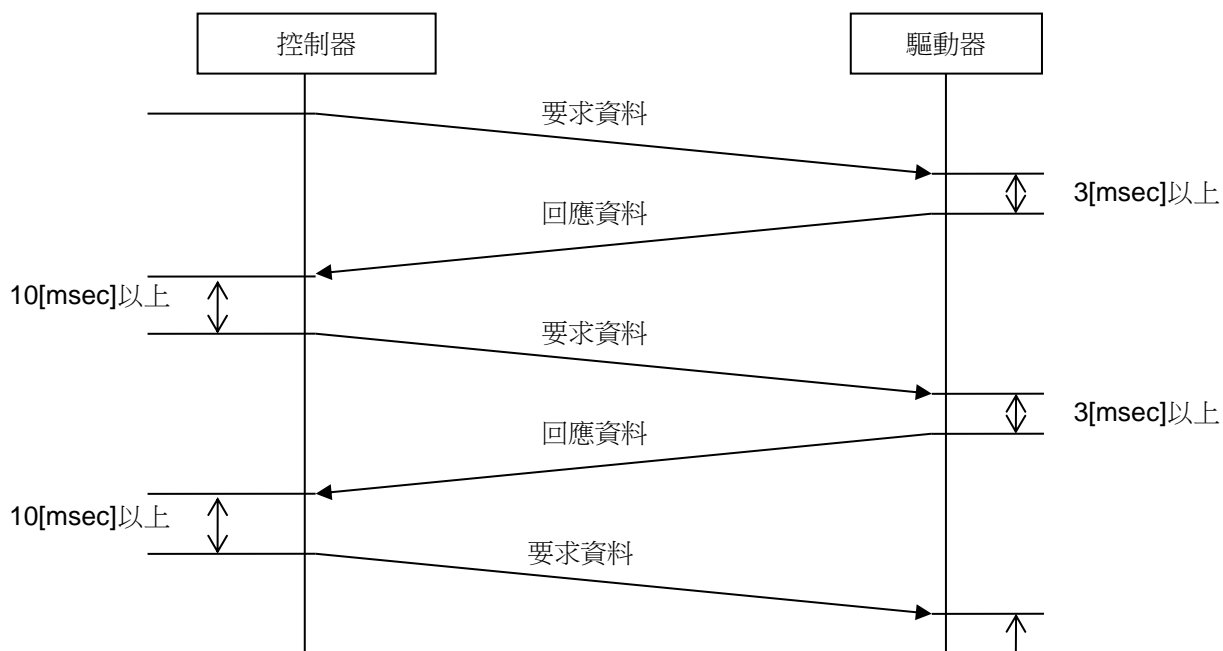 控制器
驅動器
要求資料
3[msec]以上
回應資料
10[msec]以上
要求資料
3[msec]以上
回應資料
10[msec]以上
要求資料